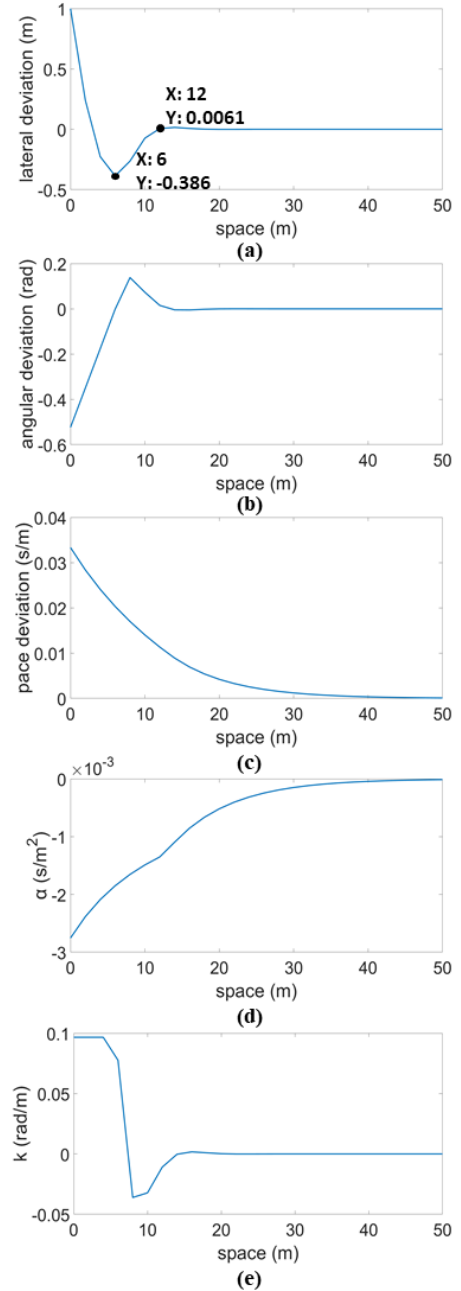 lateral deviation (m)
1
0.5
0
-0.5
X: 12
Y: 0.0061
X: 6
Y: -0.386
0 10 20 30 40 50
space (m)
(a)
angular deviation (rad)
0.2
0
-0.2
-0.4
-0.6
0 10 20 30 40 50
space (m)
(b)
pace deviation (s/m)
0.04
0.03
0.02
0.01
0
0 10 20 30 40 50
space (m)
(c)
×10⁻³
α (s/m²)
0
-1
-2
-3
0 10 20 30 40 50
space (m)
(d)
k (rad/m)
0.1
0.05
0
-0.05
0 10 20 30 40 50
space (m)
(e)